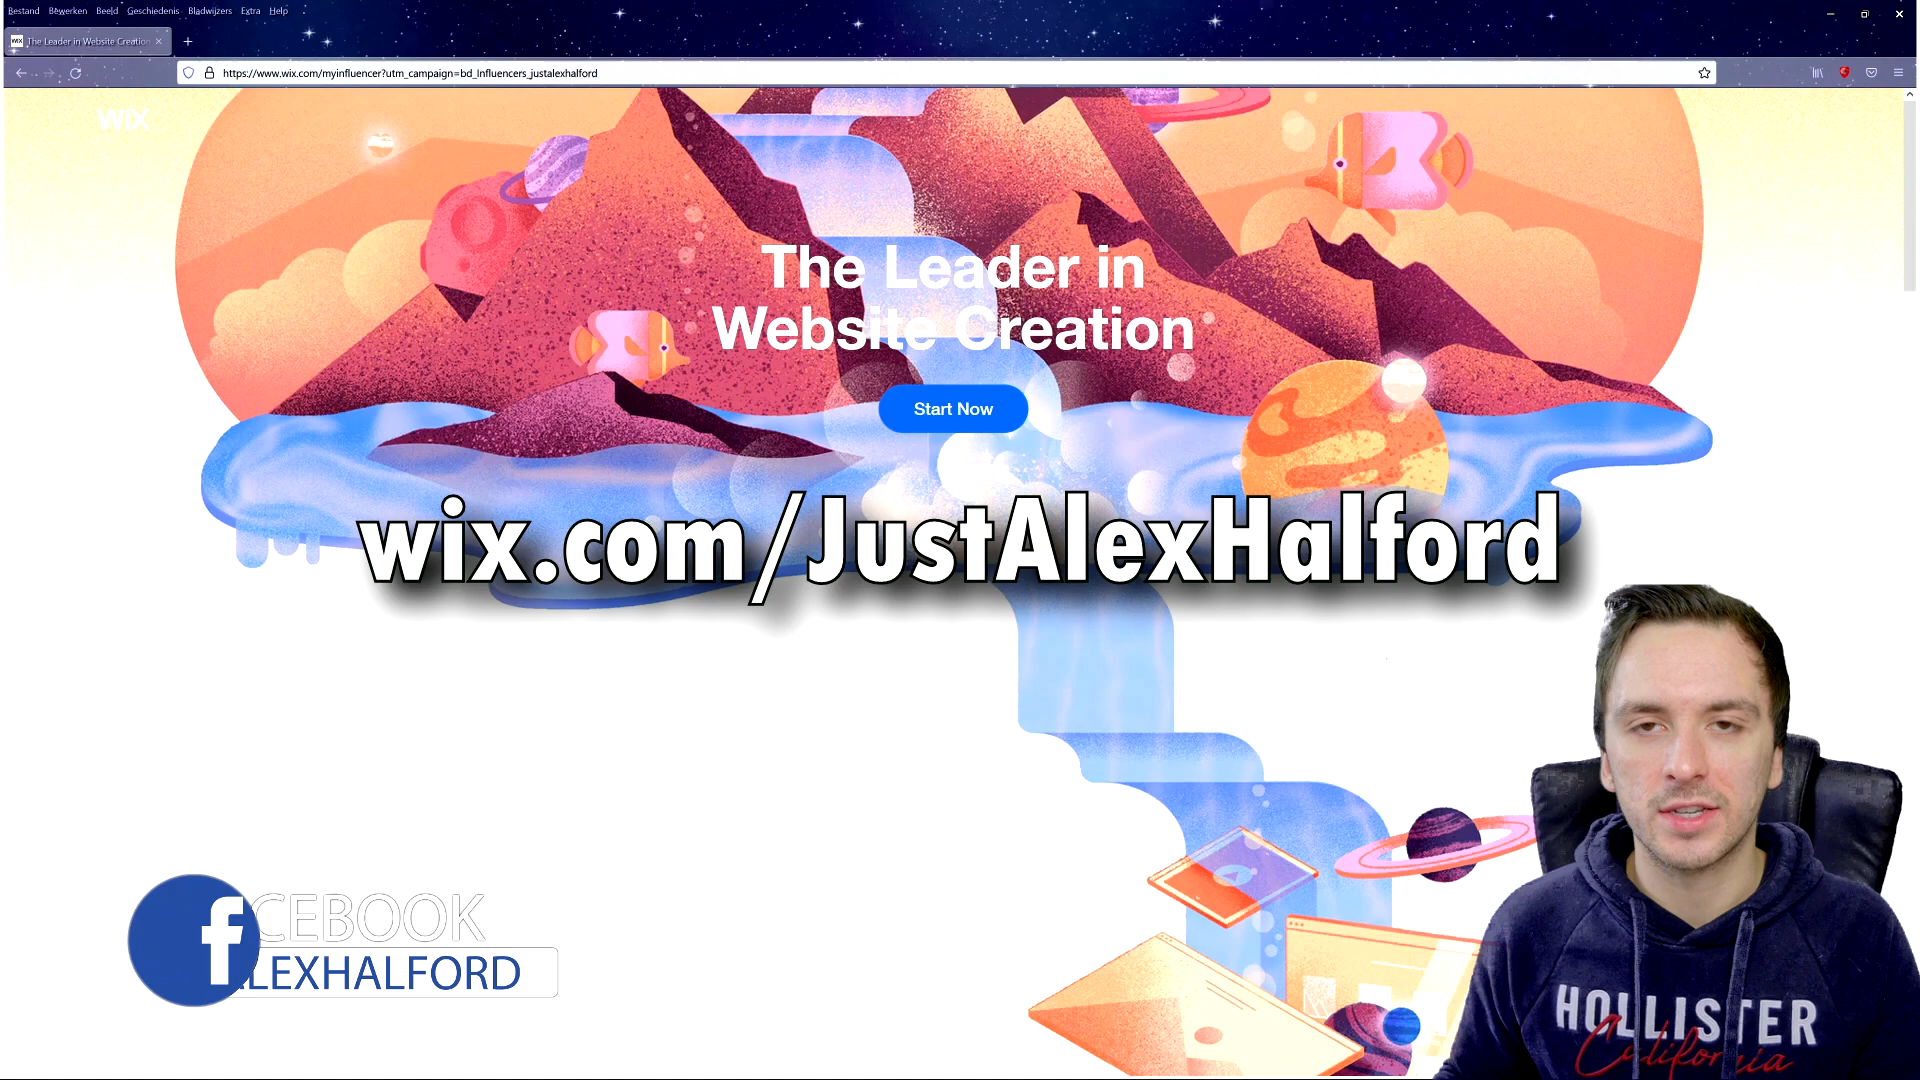 Bestand Bewerken Beeld Geschiedenis Bladwijzers Extra Help
WIX The Leader in Website Creation
https://www.wix.com/myinfluencer?utm_campaign=bd_Influencers_justalexhalford
WIX
The Leader in
Website Creation
Start Now
wix.com/JustAlexHalford
f CEBOOK
LEXHALFORD
HOLLISTER
California